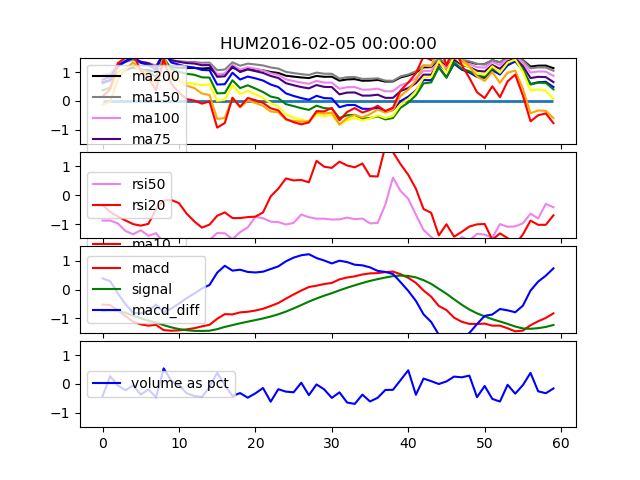 HUM2016-02-05 00:00:00
1
0
−1
ma200
ma150
ma100
ma75
1
0
−1
rsi50
rsi20
ma10
1
0
−1
macd
signal
macd_diff
1
0
−1
volume as pct
0 10 20 30 40 50 60